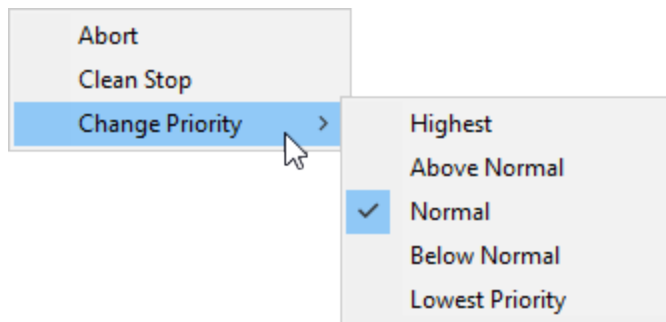 Abort
Clean Stop
Change Priority
Highest
Above Normal
Normal
Below Normal
Lowest Priority